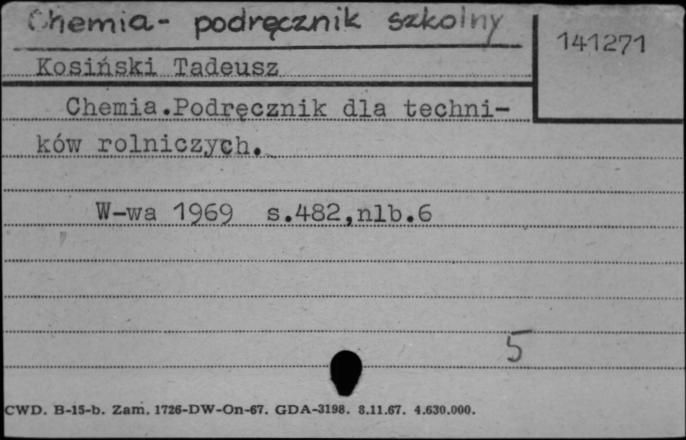 Chemia - podręcznik szkolny
141271
Kosiński Tadeusz
Chemia.Podręcznik dla techni-
ków rolniczych.
W-wa 1969 s.482,nlb.6
5
CWD. B-15-b. Zam. 1726-DW-On-67. GDA-3198. 8.11.67. 4.630.000.